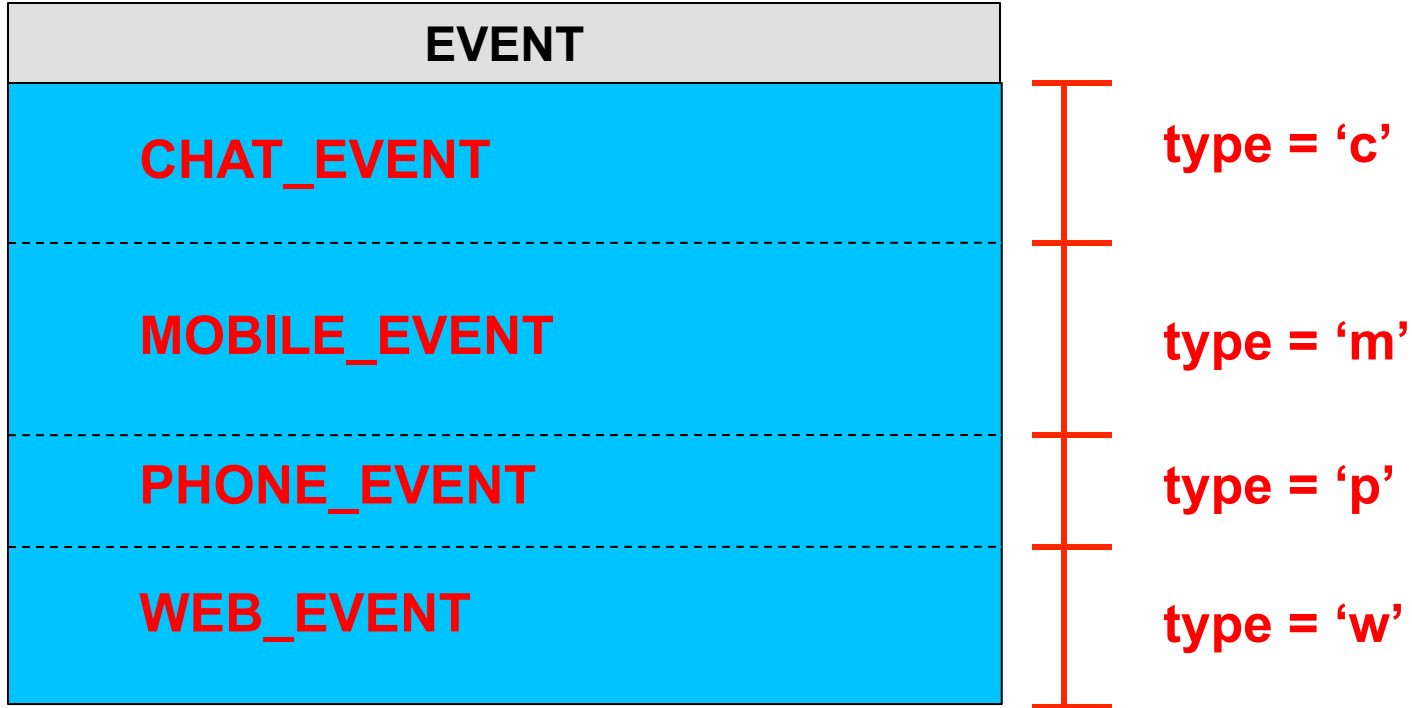 EVENT
CHAT_EVENT
type = ‘c’
MOBILE_EVENT
type = ‘m’
PHONE_EVENT
type = ‘p’
WEB_EVENT
type = ‘w’